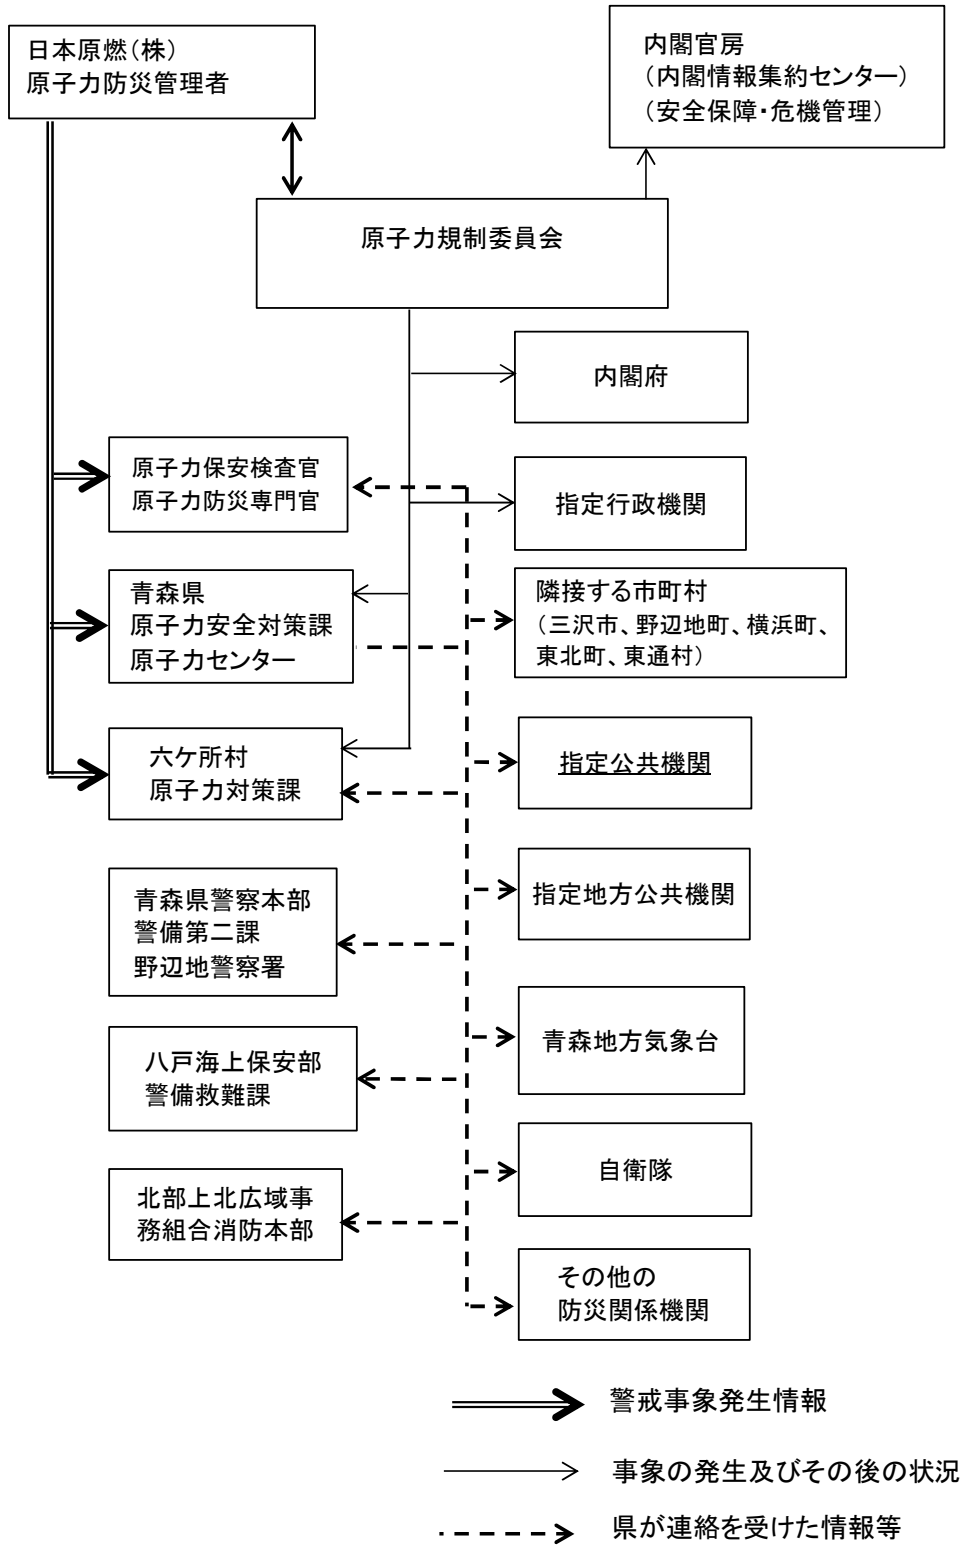 日本原燃(株)
原子力防災管理者
内閣官房
(内閣情報集約センター)
(安全保障・危機管理)
原子力規制委員会
内閣府
原子力保安検査官
原子力防災専門官
指定行政機関
青森県
原子力安全対策課
原子力センター
隣接する市町村
(三沢市、野辺地町、横浜町、
東北町、東通村)
六ケ所村
原子力対策課
指定公共機関
青森県警察本部
警備第二課
野辺地警察署
指定地方公共機関
八戸海上保安部
警備救難課
青森地方気象台
北部上北広域事
務組合消防本部
自衛隊
その他の
防災関係機関
警戒事象発生情報
事象の発生及びその後の状況
県が連絡を受けた情報等